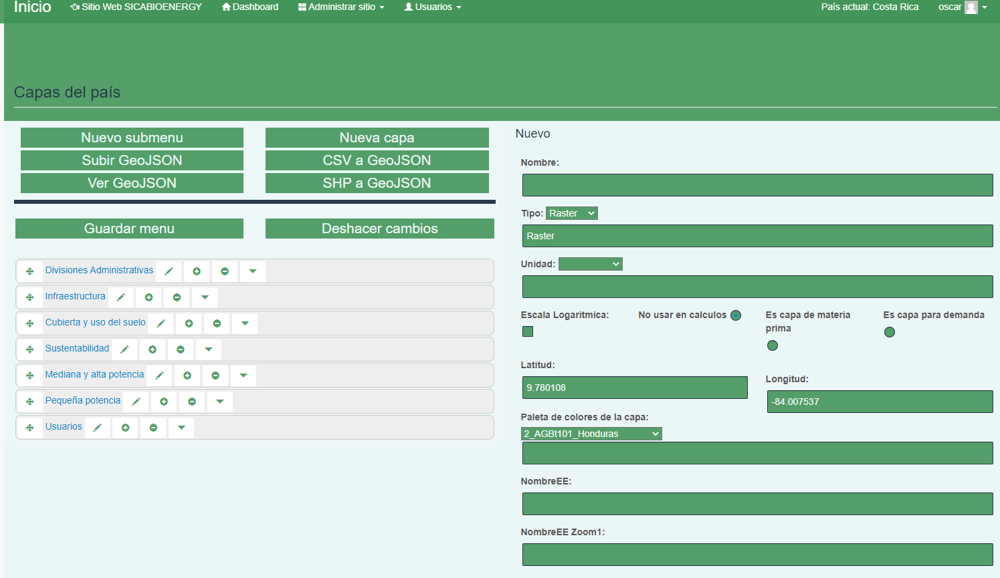 Inicio
Sitio Web SICABIOENERGY
Dashboard
Administrar sitio
Usuarios
País actual: Costa Rica
oscar
Capas del país
Nuevo submenu
Nueva capa
Subir GeoJSON
CSV a GeoJSON
Ver GeoJSON
SHP a GeoJSON
Guardar menu
Deshacer cambios
Divisiones Administrativas
Infraestructura
Cubierta y uso del suelo
Sustentabilidad
Mediana y alta potencia
Pequeña potencia
Usuarios
Nuevo
Nombre:
Tipo: Raster
Raster
Unidad:
Escala Logaritmica:
No usar en calculos
Es capa de materia
prima
Es capa para demanda
Latitud:
9.780108
Longitud:
-84.007537
Paleta de colores de la capa:
2_AGBt101_Honduras
NombreEE:
NombreEE Zoom1: